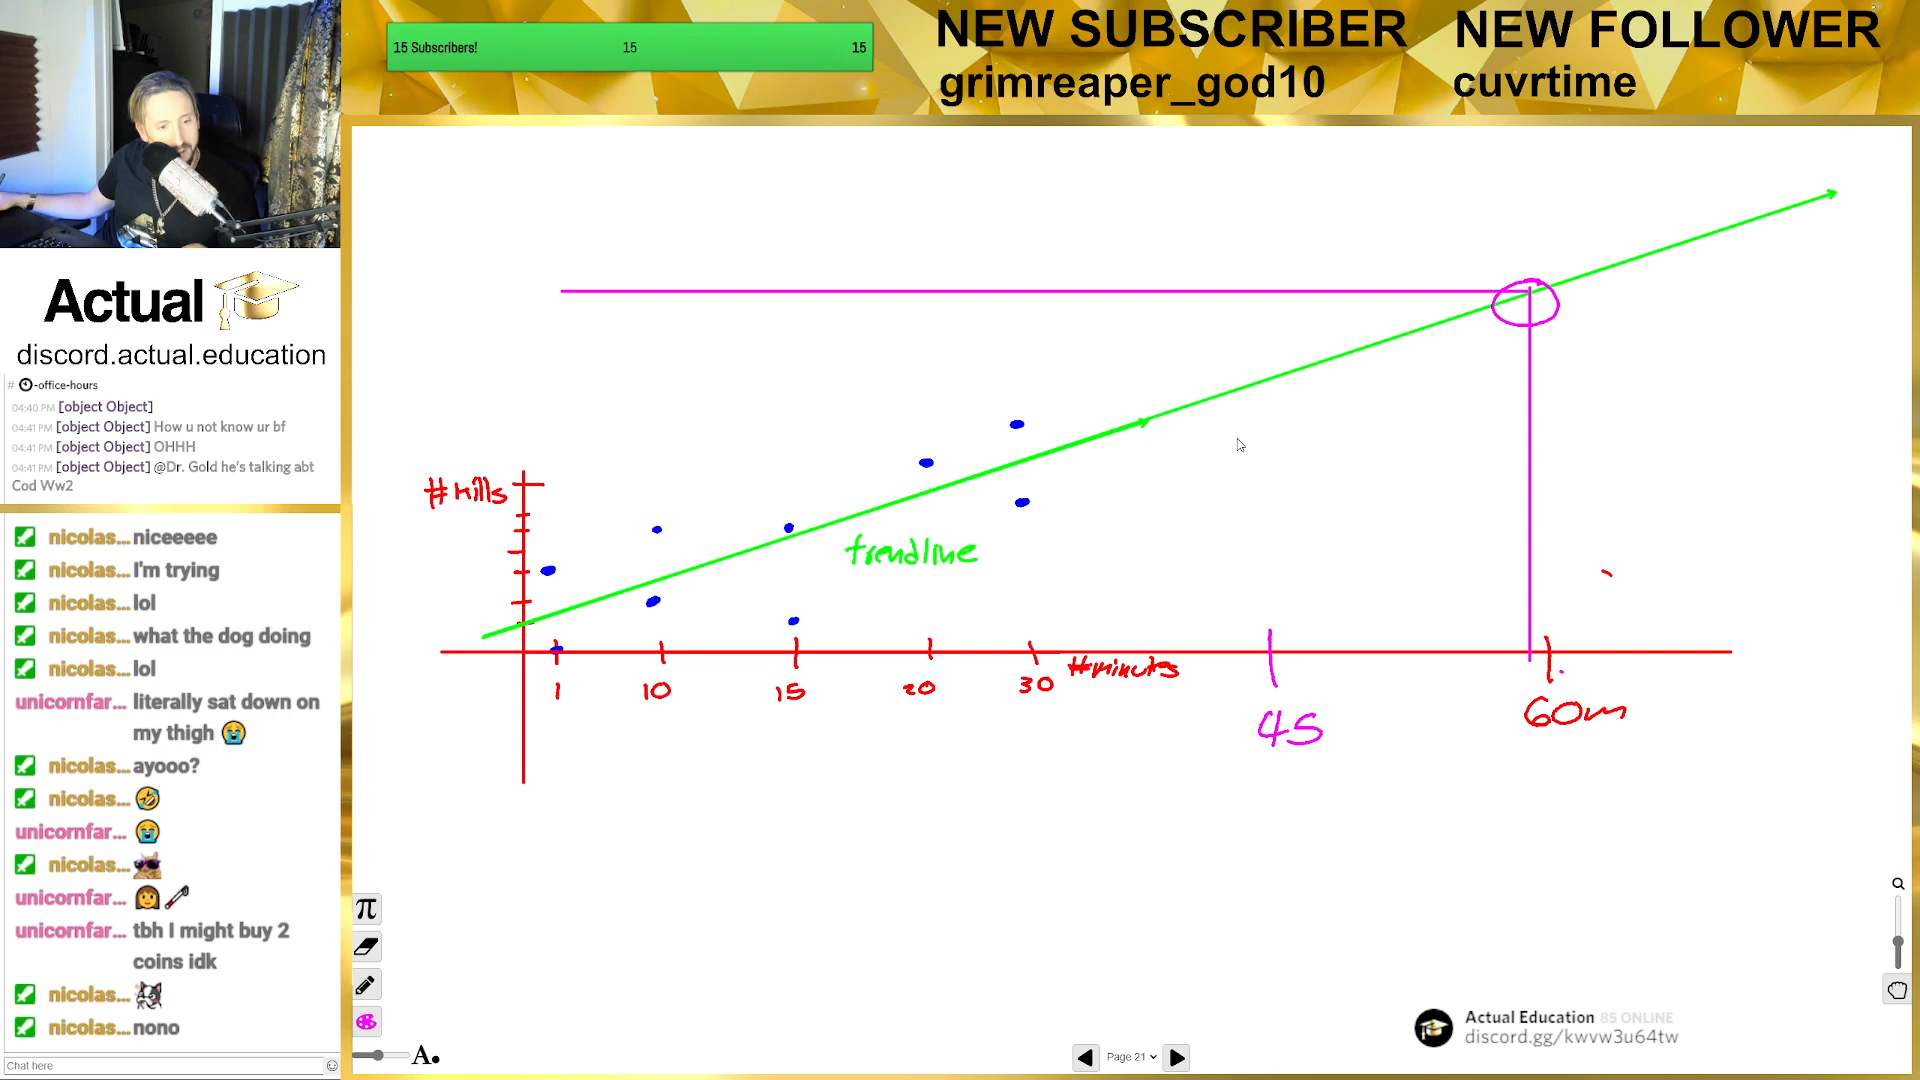 15 Subscribers! 15 15
NEW SUBSCRIBER
grimreaper_god10
NEW FOLLOWER
cuvrtime
Actual
discord.actual.education
# -office-hours
04:40 PM [object Object]
04:41 PM [object Object] How u not know ur bf
04:41 PM [object Object] OHHH
04:41 PM [object Object] @Dr. Gold he's talking abt
Cod Ww2
nicolas... niceeeee
nicolas... I'm trying
nicolas... lol
nicolas... what the dog doing
nicolas... lol
unicornfar... literally sat down on
my thigh 😭
nicolas... ayooo?
nicolas... 🤣
unicornfar... 😭
nicolas...
unicornfar...
unicornfar... tbh I might buy 2
coins idk
nicolas...
nicolas... nono
Chat here
#kills
trendline
#minutes
1 10 15 20 30
45
60m
π
A.
Page 21
Actual Education 85 ONLINE
discord.gg/kwvw3u64tw